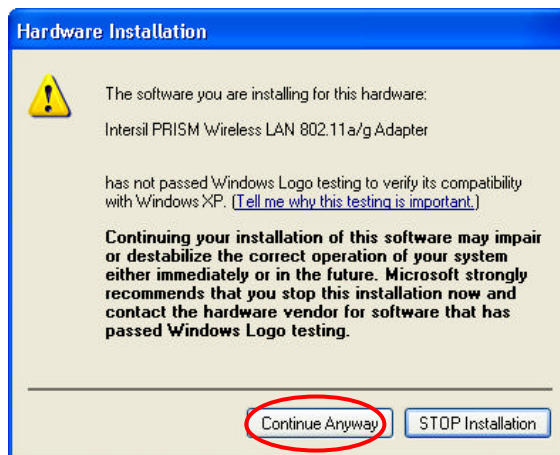 Hardware Installation
The software you are installing for this hardware:
Intersil PRISM Wireless LAN 802.11a/g Adapter
has not passed Windows Logo testing to verify its compatibility
with Windows XP. (Tell me why this testing is important.)
Continuing your installation of this software may impair
or destabilize the correct operation of your system
either immediately or in the future. Microsoft strongly
recommends that you stop this installation now and
contact the hardware vendor for software that has
passed Windows Logo testing.
Continue Anyway
STOP Installation